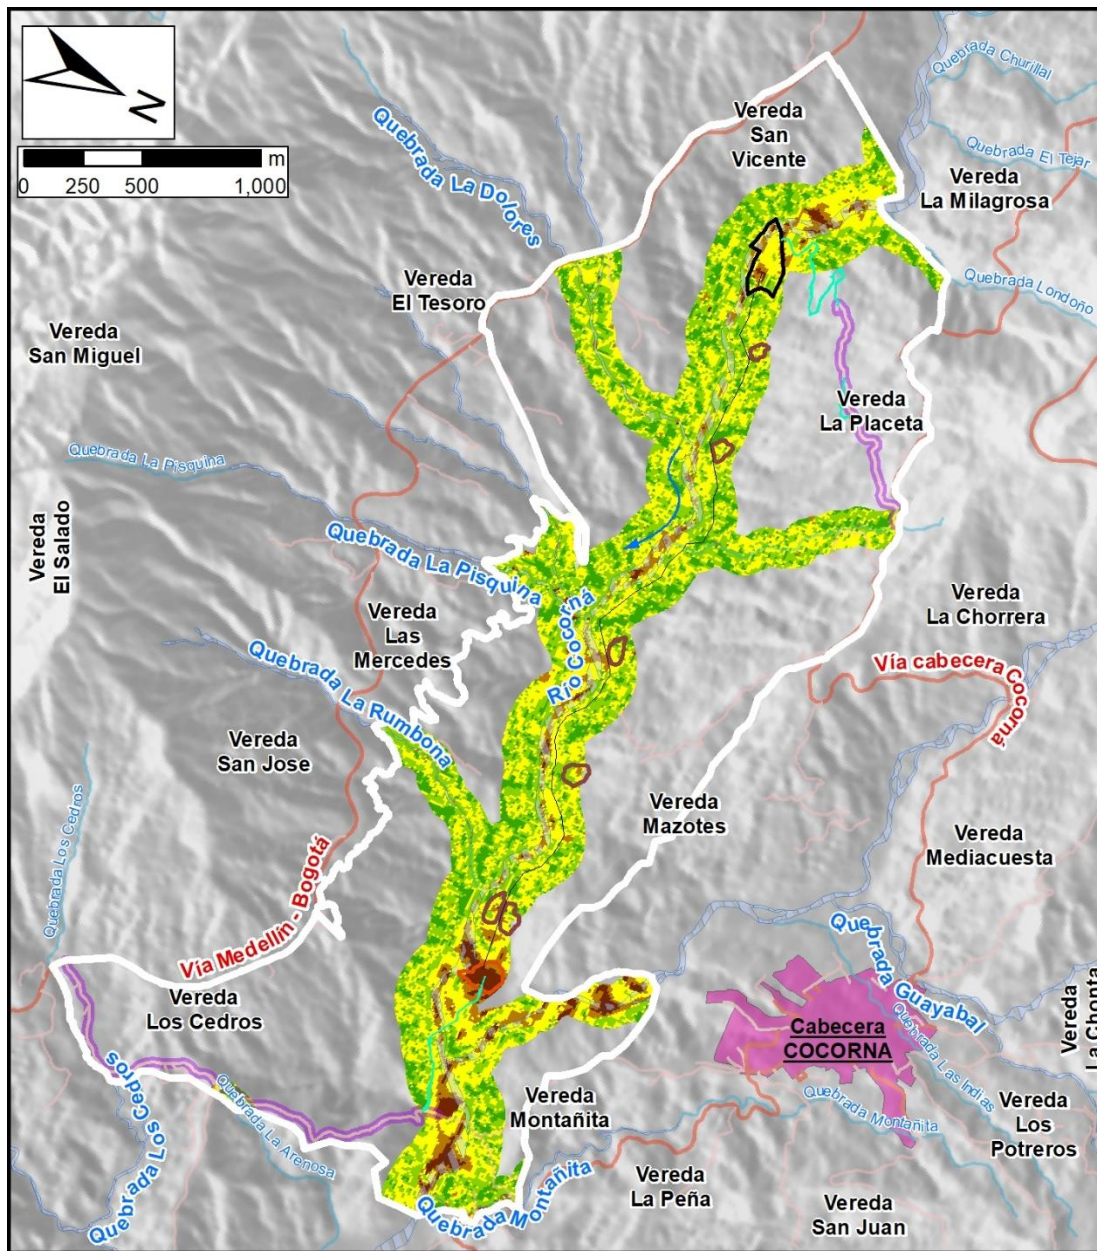 N
m
0 250 500 1,000
Quebrada Churillal
Vereda
San
Vicente
Quebrada La Dolores
Quebrada El Tejar
Vereda
La Milagrosa
Vereda
El Tesoro
Quebrada Londoño
Vereda
San Miguel
Vereda
La Placeta
Quebrada La Pisquina
Vereda
El Salado
Quebrada La Pisquina
Río Cocorná
Vereda
Las
Mercedes
Vereda
La Chorrera
Vía cabecera Cocorná
Quebrada La Rumbona
Vereda
San Jose
Vereda
Mazotes
Vereda
Mediacuesta
Quebrada Los Cedros
Vía Medellín - Bogotá
Quebrada Guayabal
Vereda
Los Cedros
Vereda
La Chonta
Cabecera
COCORNA
Quebrada Las Indias
Quebrada Los Cedros
Quebrada La Arenosa
Vereda
Montañita
Quebrada Montañita
Vereda
Los
Potreros
Quebrada Montañita
Vereda
La Peña
Vereda
San Juan